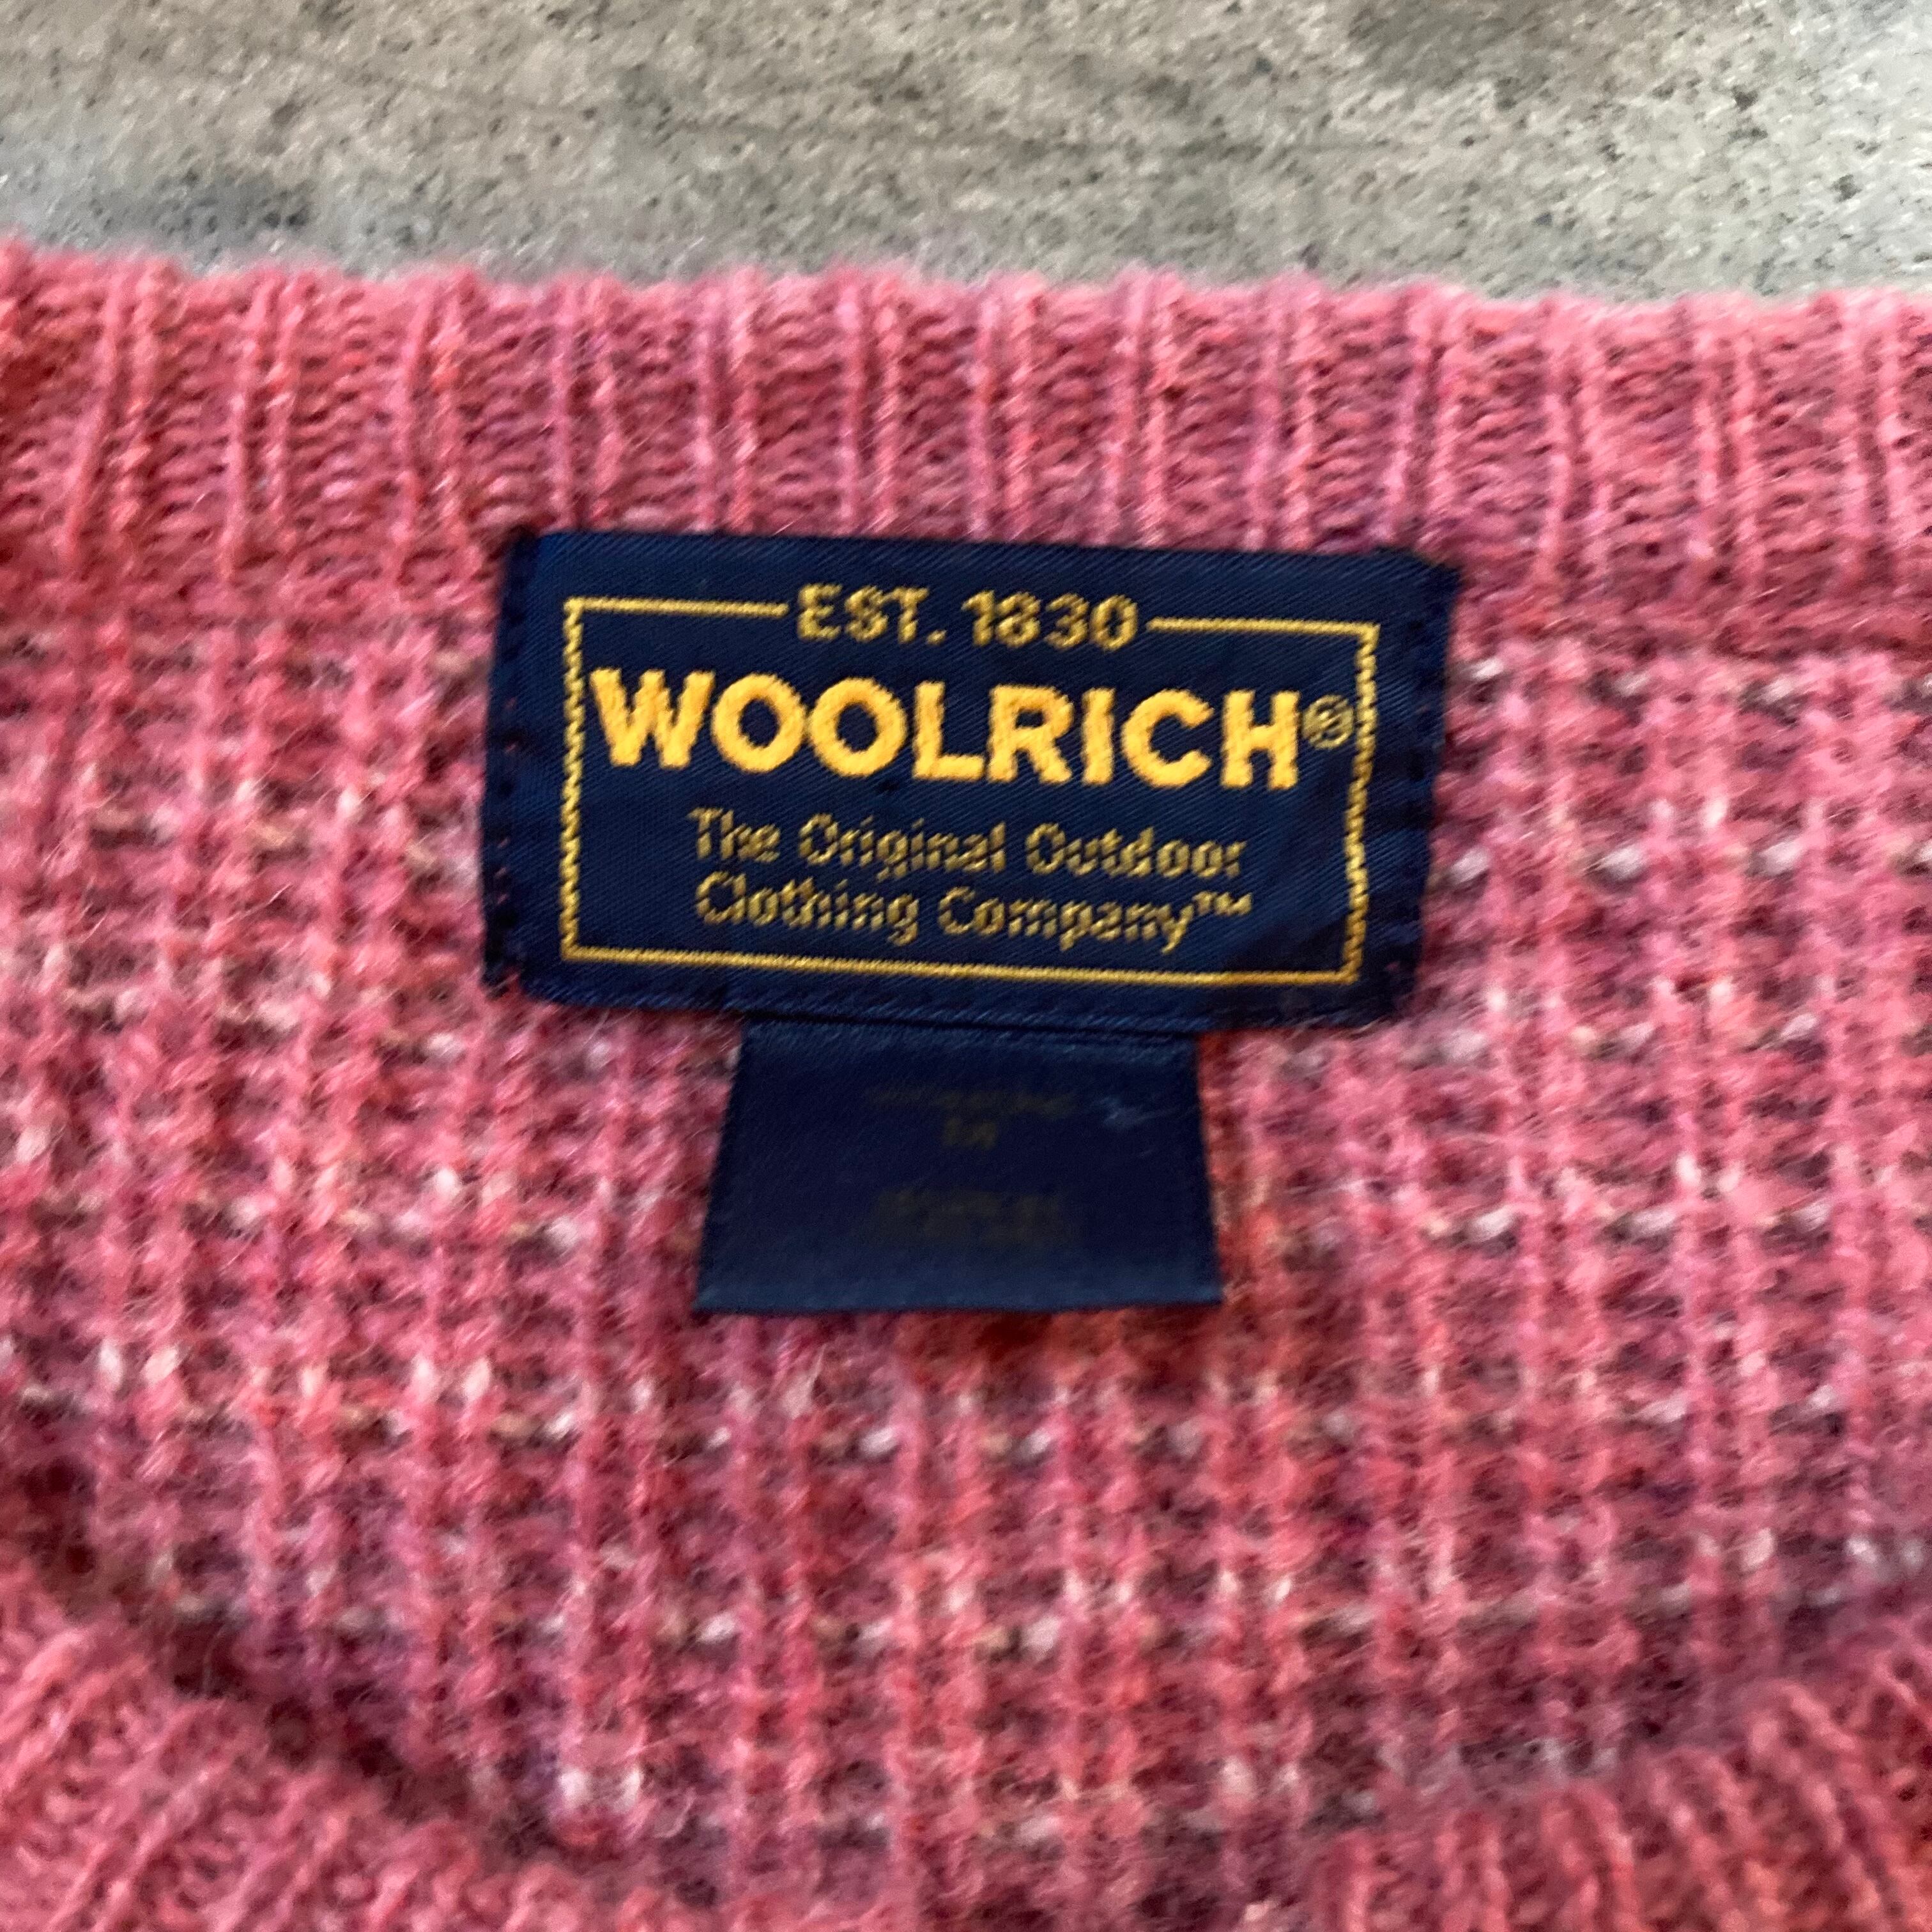 EST. 1830
WOOLRICH®
The Original Outdoor
Clothing Company™